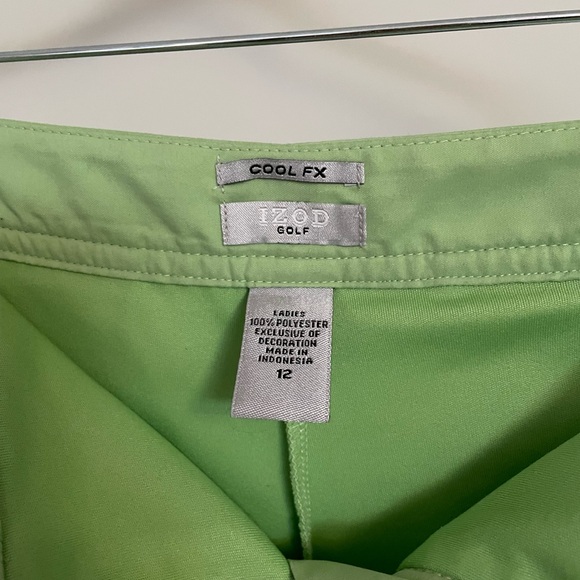 COOL FX
IZOD
GOLF
LADIES
100% POLYESTER
EXCLUSIVE OF
DECORATION
MADE IN
INDONESIA
12